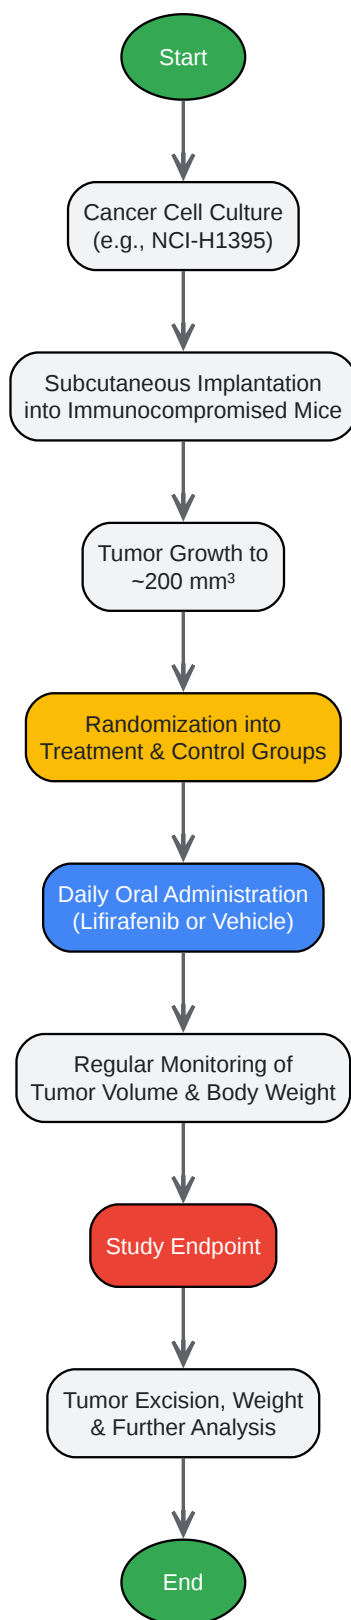 Start
Cancer Cell Culture
(e.g., NCI-H1395)
Subcutaneous Implantation
into Immunocompromised Mice
Tumor Growth to
~200 mm³
Randomization into
Treatment & Control Groups
Daily Oral Administration
(Lifirafenib or Vehicle)
Regular Monitoring of
Tumor Volume & Body Weight
Study Endpoint
Tumor Excision, Weight
& Further Analysis
End